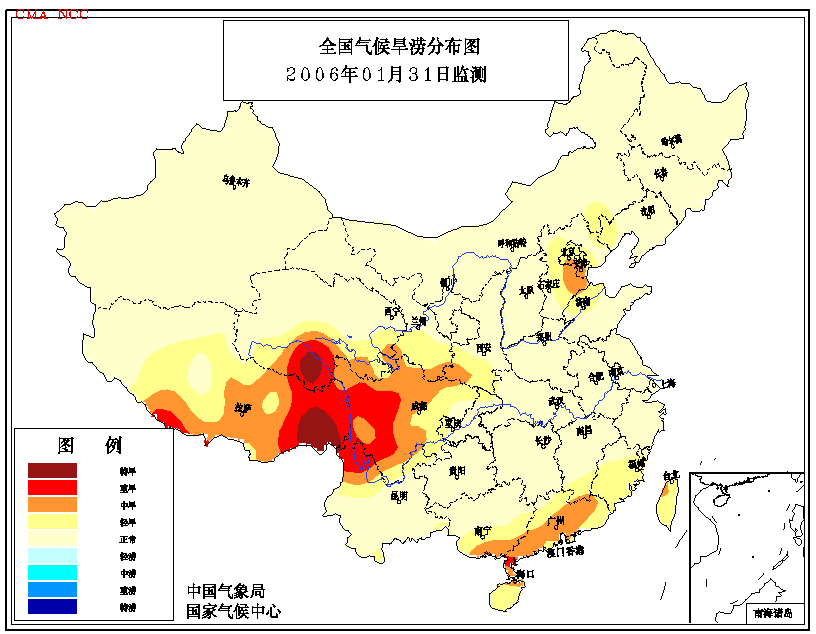 CMA NCC
全国气候旱涝分布图
2006年01月31日监测
哈尔滨
长春
乌鲁木齐
沈阳
呼和浩特
北京
天津
银川
太原
石家庄
济南
西宁
兰州
郑州
西安
合肥
南京
上海
拉萨
成都
武汉
重庆
南昌
长沙
贵阳
福州
台北
昆明
南宁
广州
澳门 香港
海口
图 例
特旱
重旱
中旱
轻旱
正常
轻涝
中涝
重涝
特涝
中国气象局
国家气候中心
南海诸岛